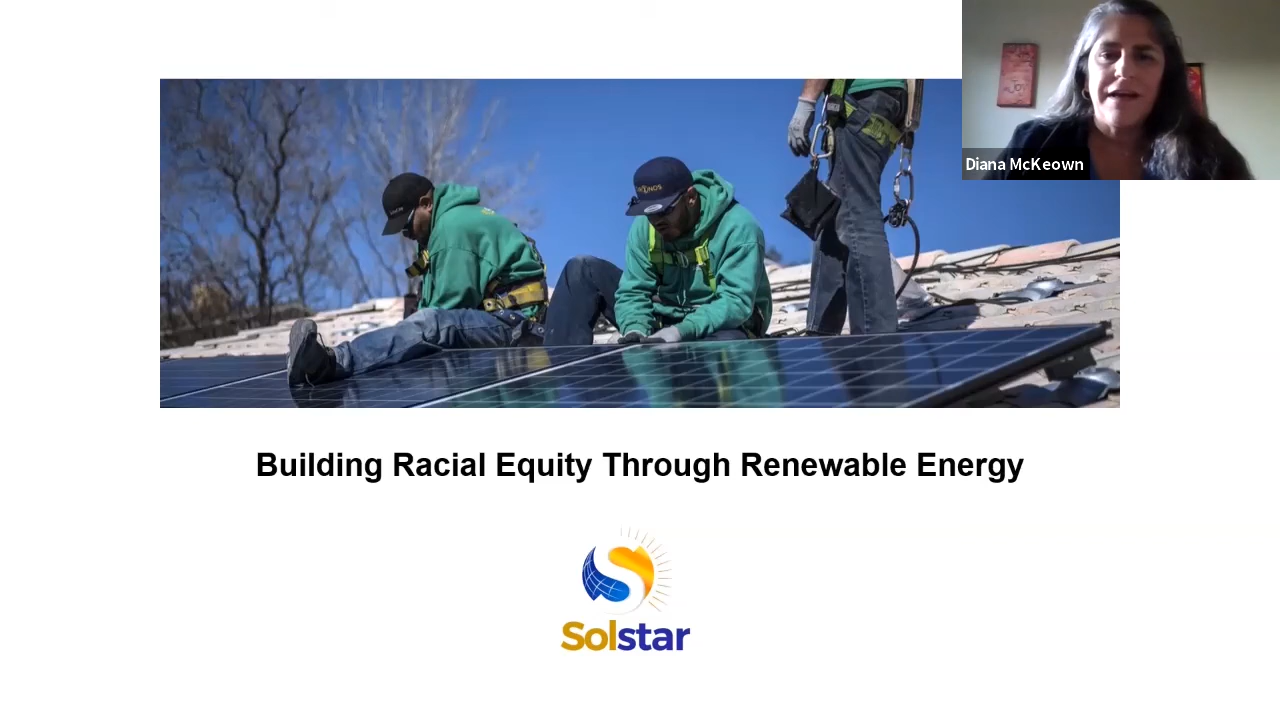 Diana McKeown
Building Racial Equity Through Renewable Energy
Solstar